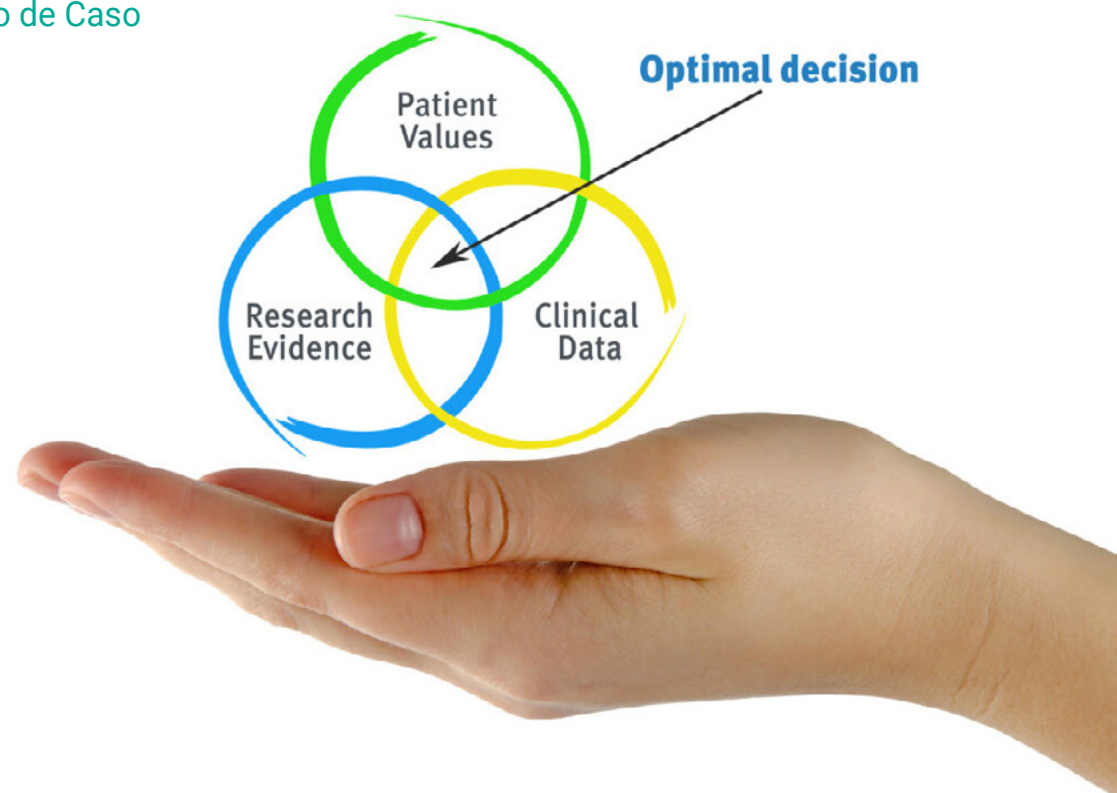 o de Caso
Optimal decision
Patient
Values
Research
Evidence
Clinical
Data